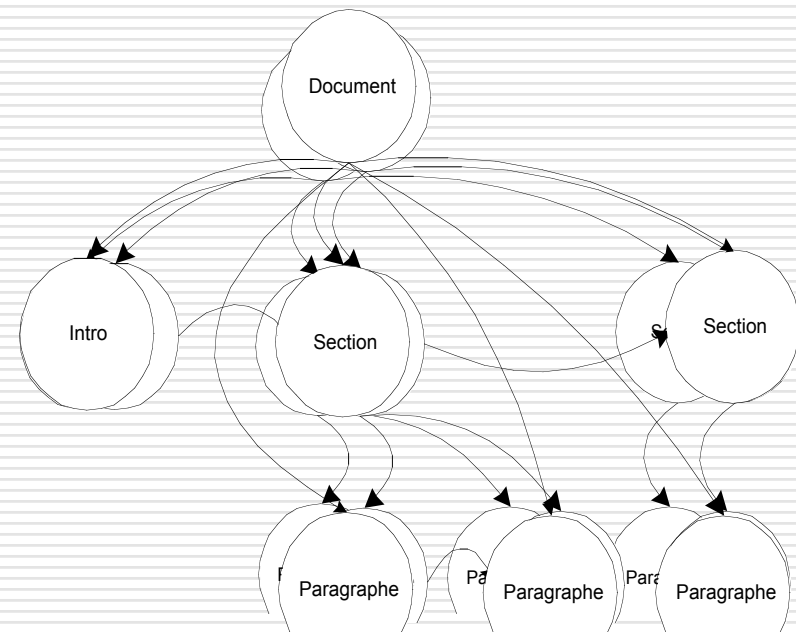 Document
Intro
Section
Section
Paragraphe
Paragraphe
Paragraphe